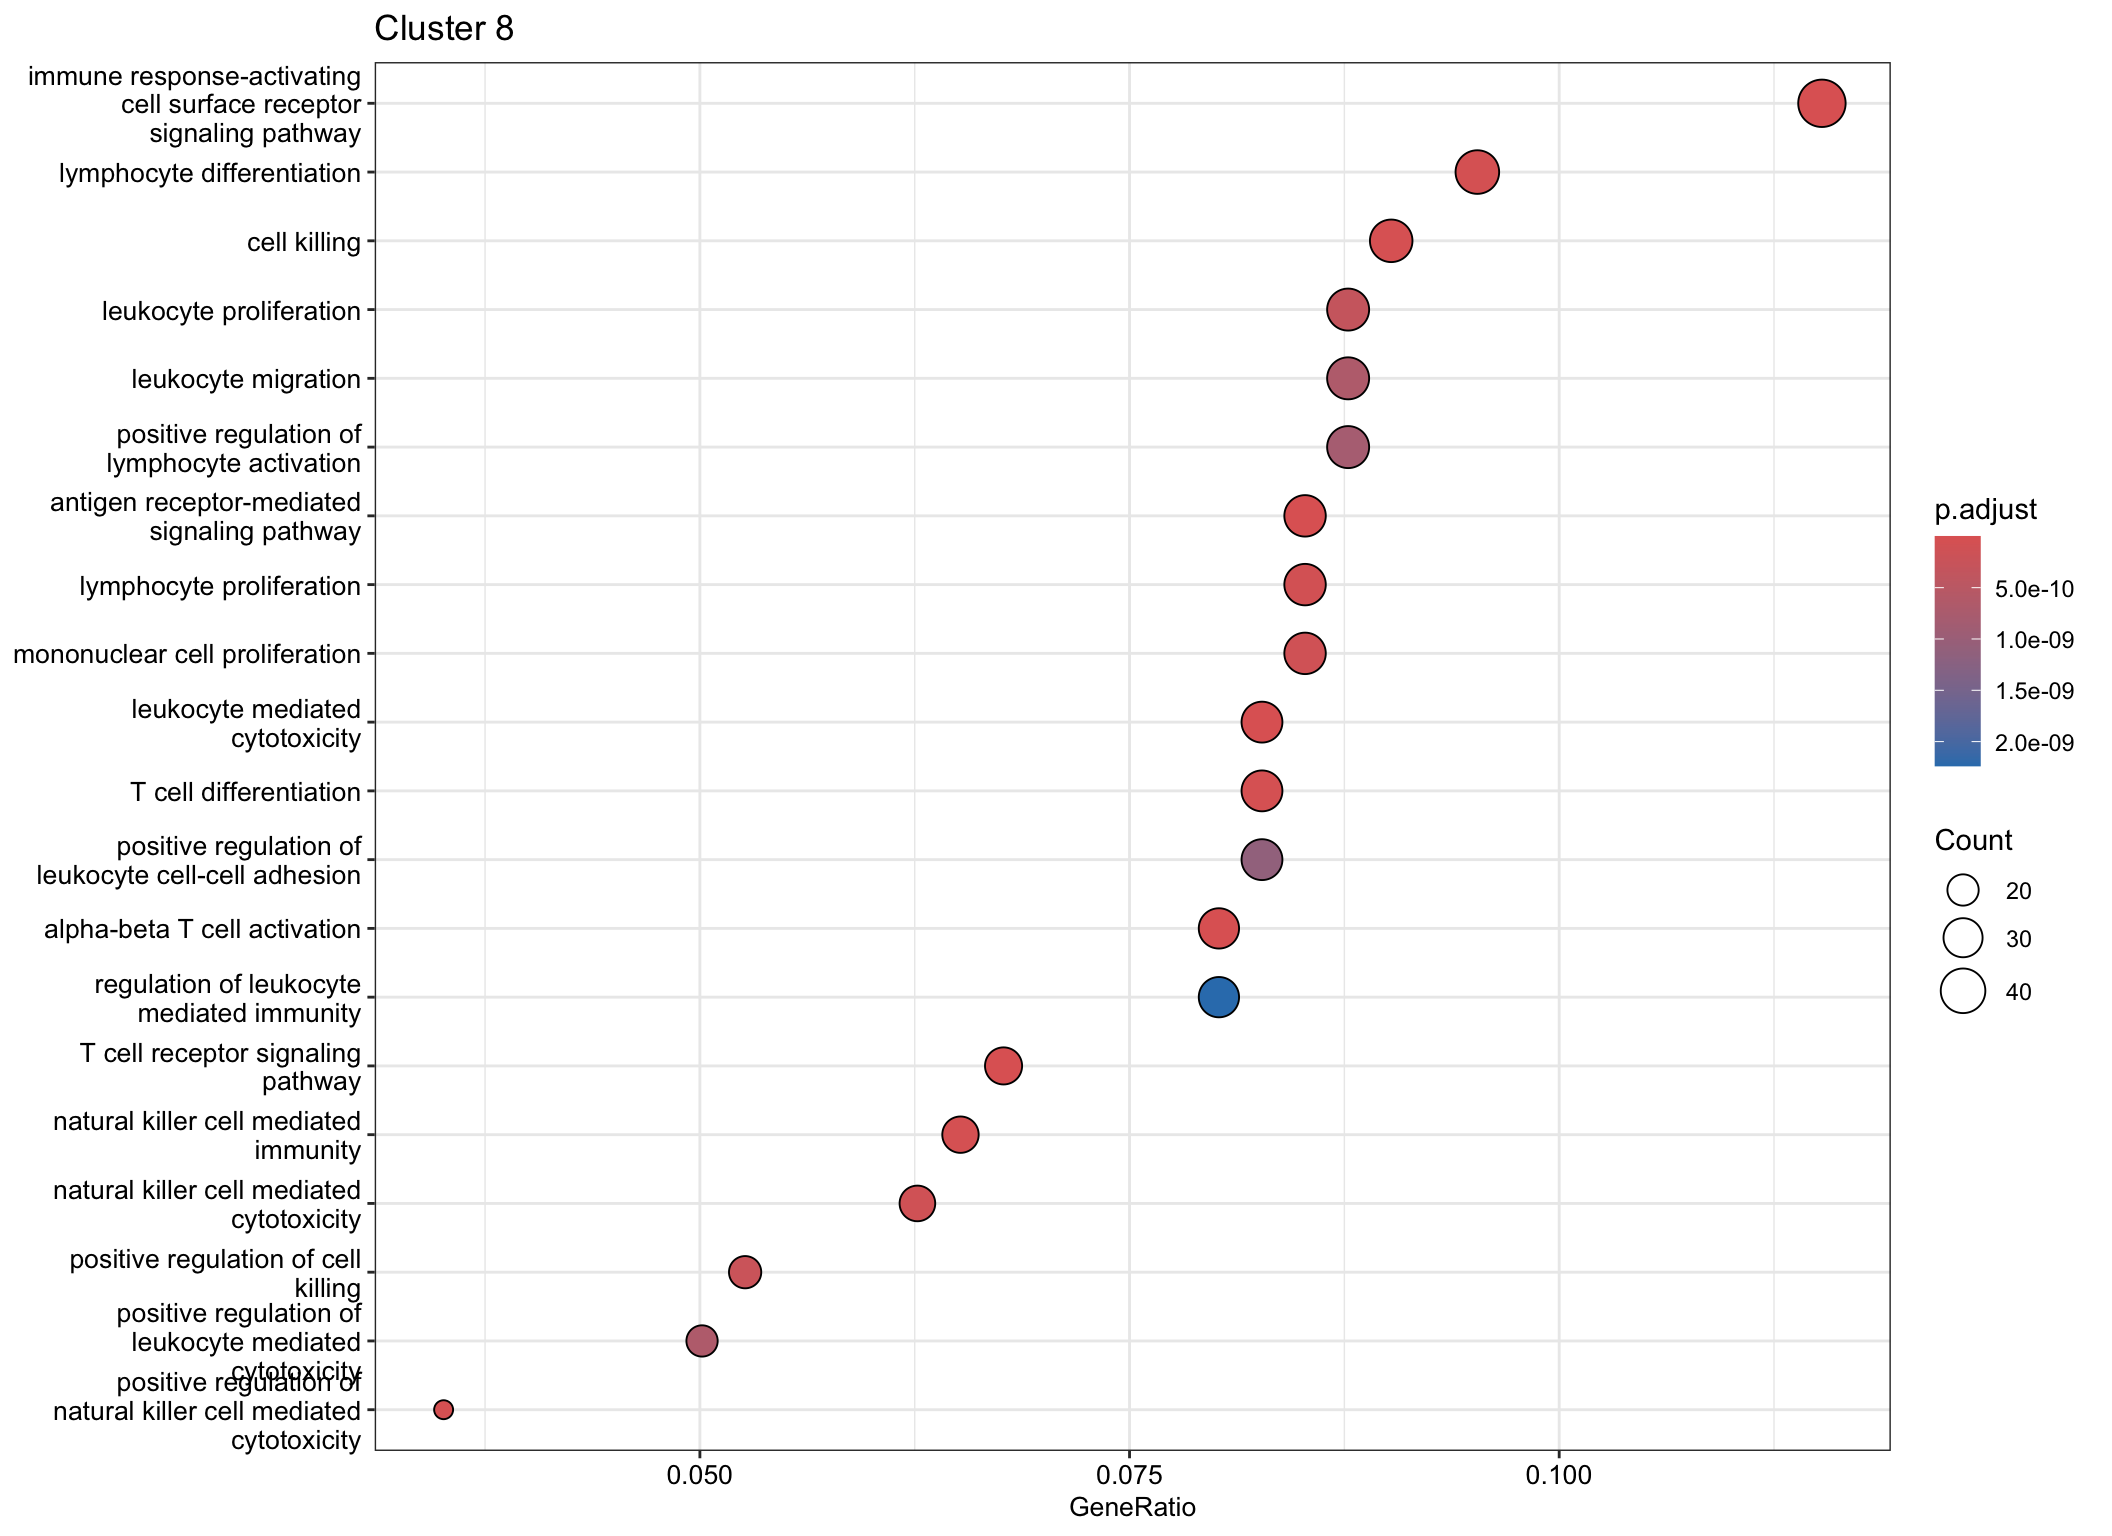 Cluster 8
immune response-activating
cell surface receptor
signaling pathway
lymphocyte differentiation
cell killing
leukocyte proliferation
leukocyte migration
positive regulation of
lymphocyte activation
antigen receptor-mediated
signaling pathway
lymphocyte proliferation
mononuclear cell proliferation
leukocyte mediated
cytotoxicity
T cell differentiation
positive regulation of
leukocyte cell-cell adhesion
alpha-beta T cell activation
regulation of leukocyte
mediated immunity
T cell receptor signaling
pathway
natural killer cell mediated
immunity
natural killer cell mediated
cytotoxicity
positive regulation of cell
killing
positive regulation of
leukocyte mediated
cytotoxicity
positive regulation of
natural killer cell mediated
cytotoxicity
0.050
0.075
0.100
GeneRatio
p.adjust
5.0e-10
1.0e-09
1.5e-09
2.0e-09
Count
20
30
40